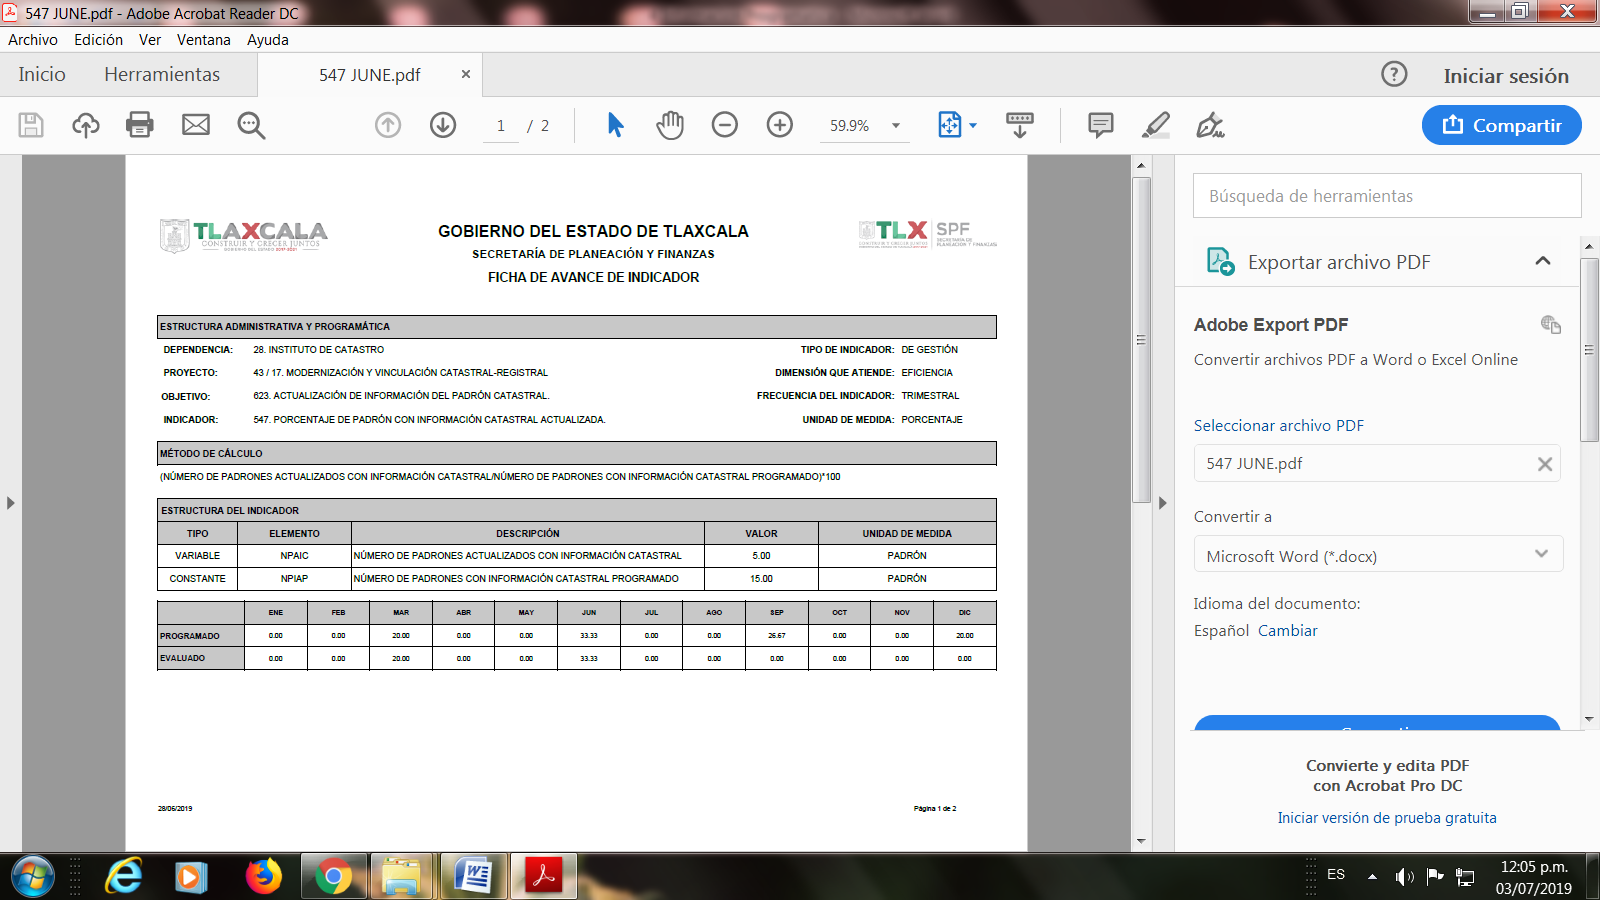 547 JUNE.pdf - Adobe Acrobat Reader DC
Archivo Edición Ver Ventana Ayuda
Inicio Herramientas 547 JUNE.pdf × Iniciar sesión
1 / 2 59.9% Compartir
Búsqueda de herramientas
Exportar archivo PDF
Adobe Export PDF
Convertir archivos PDF a Word o Excel Online
Seleccionar archivo PDF
547 JUNE.pdf
Convertir a
Microsoft Word (*.docx)
Idioma del documento:
Español Cambiar
Convierte y edita PDF
con Acrobat Pro DC
Iniciar versión de prueba gratuita
TLAXCALA
CONSTRUIR Y CRECER JUNTOS
GOBIERNO DEL ESTADO DE TLAXCALA
SECRETARÍA DE PLANEACIÓN Y FINANZAS
FICHA DE AVANCE DE INDICADOR
TLX SPF
ESTRUCTURA ADMINISTRATIVA Y PROGRAMÁTICA
DEPENDENCIA: 28. INSTITUTO DE CATASTRO TIPO DE INDICADOR: DE GESTIÓN
PROYECTO: 43 / 17. MODERNIZACIÓN Y VINCULACIÓN CATASTRAL-REGISTRAL DIMENSIÓN QUE ATIENDE: EFICIENCIA
OBJETIVO: 623. ACTUALIZACIÓN DE INFORMACIÓN DEL PADRÓN CATASTRAL. FRECUENCIA DEL INDICADOR: TRIMESTRAL
INDICADOR: 547. PORCENTAJE DE PADRÓN CON INFORMACIÓN CATASTRAL ACTUALIZADA. UNIDAD DE MEDIDA: PORCENTAJE
MÉTODO DE CÁLCULO
(NÚMERO DE PADRONES ACTUALIZADOS CON INFORMACIÓN CATASTRAL/NÚMERO DE PADRONES CON INFORMACIÓN CATASTRAL PROGRAMADO)*100
ESTRUCTURA DEL INDICADOR
TIPO ELEMENTO DESCRIPCIÓN VALOR UNIDAD DE MEDIDA
VARIABLE NPAIC NÚMERO DE PADRONES ACTUALIZADOS CON INFORMACIÓN CATASTRAL 5.00 PADRÓN
CONSTANTE NPIAP NÚMERO DE PADRONES CON INFORMACIÓN CATASTRAL PROGRAMADO 15.00 PADRÓN
ENE FEB MAR ABR MAY JUN JUL AGO SEP OCT NOV DIC
PROGRAMADO 0.00 0.00 20.00 0.00 0.00 33.33 0.00 0.00 26.67 0.00 0.00 20.00
EVALUADO 0.00 0.00 20.00 0.00 0.00 33.33 0.00 0.00 0.00 0.00 0.00 0.00
28/06/2019 Página 1 de 2
ES 12:05 p.m.
03/07/2019